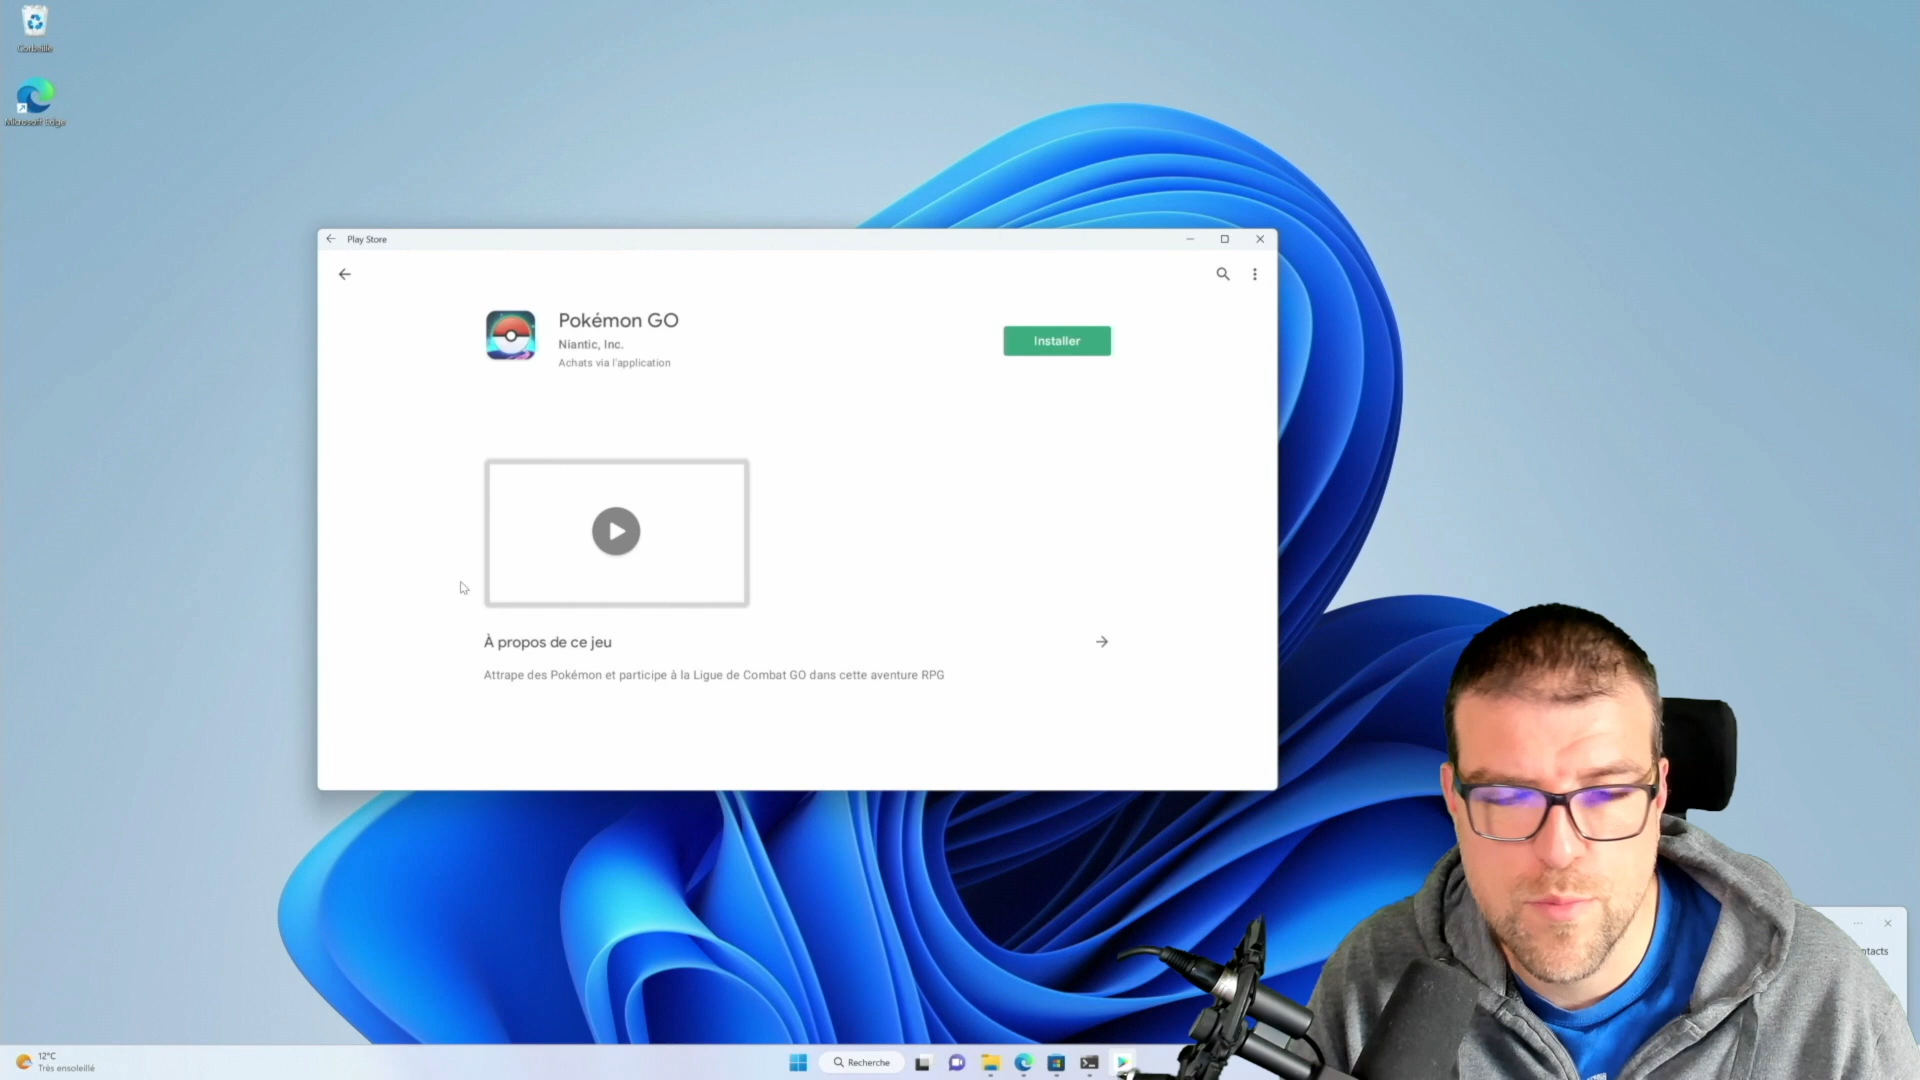 Corbeille
Microsoft Edge
Play Store
Pokémon GO
Niantic, Inc.
Achats via l'application
Installer
À propos de ce jeu
Attrape des Pokémon et participe à la Ligue de Combat GO dans cette aventure RPG
ntacts
12°C
Très ensoleillé
Recherche